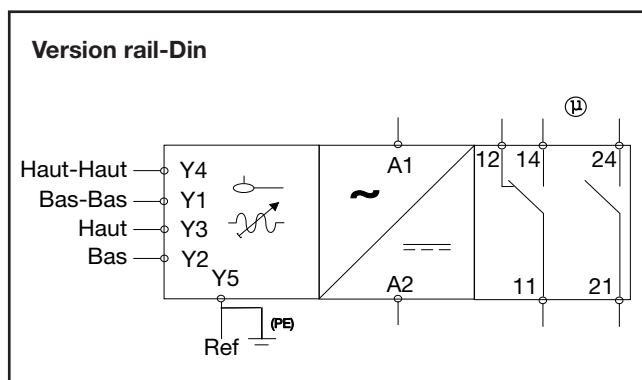 Version rail-Din
µ
12 14 24
Haut-Haut Y4 A1
Bas-Bas Y1
Haut Y3 ~
Bas Y2
Y5 A2 11 21
(PE)
Ref